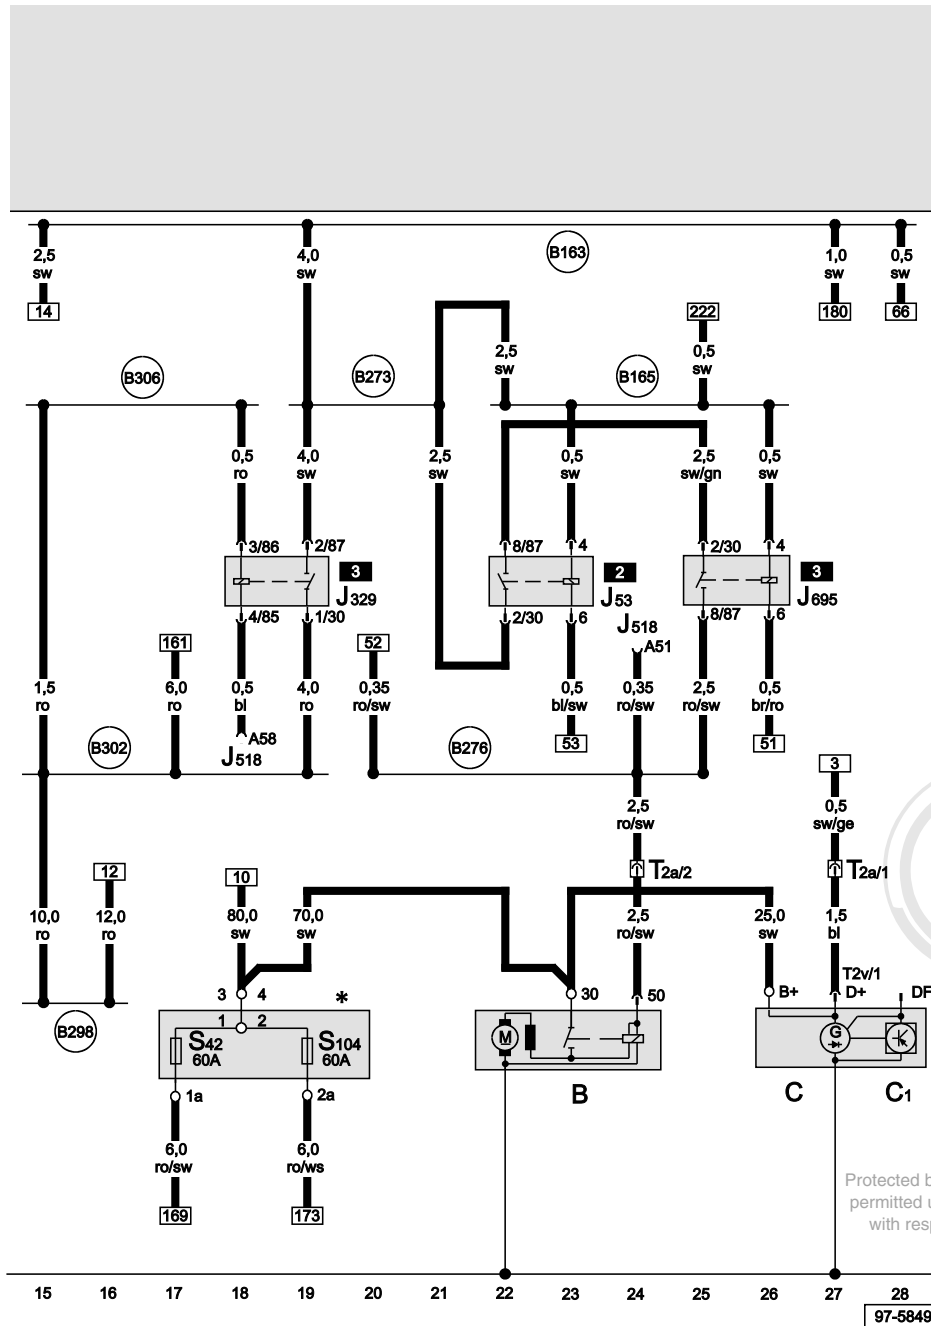 2,5 sw
4,0 sw
B163
1,0 sw
0,5 sw
14
222
180
66
2,5 sw
0,5 sw
B306
B273
B165
0,5 ro
4,0 sw
2,5 sw
0,5 sw
2,5 sw/gn
0,5 sw
3/86
2/87
8/87
4
2/30
4
3
J329
2
J53
3
J695
4/85
1/30
2/30
6
J518
8/87
6
161
52
A51
1,5 ro
6,0 ro
0,5 bl
4,0 ro
0,35 ro/sw
0,5 bl/sw
0,35 ro/sw
2,5 ro/sw
0,5 br/ro
A58
J518
B302
B276
53
51
3
2,5 ro/sw
0,5 sw/ge
12
10
T2a/2
T2a/1
10,0 ro
12,0 ro
80,0 sw
70,0 sw
2,5 ro/sw
25,0 sw
1,5 bl
T2v/1
3
4
*
30
50
B+
D+
DF
B298
1
2
S42 60A
S104 60A
M
G
1a
2a
B
C
C1
6,0 ro/sw
6,0 ro/ws
169
173
Protected b
permitted u
with resp
15 16 17 18 19 20 21 22 23 24 25 26 27 28
97-5849